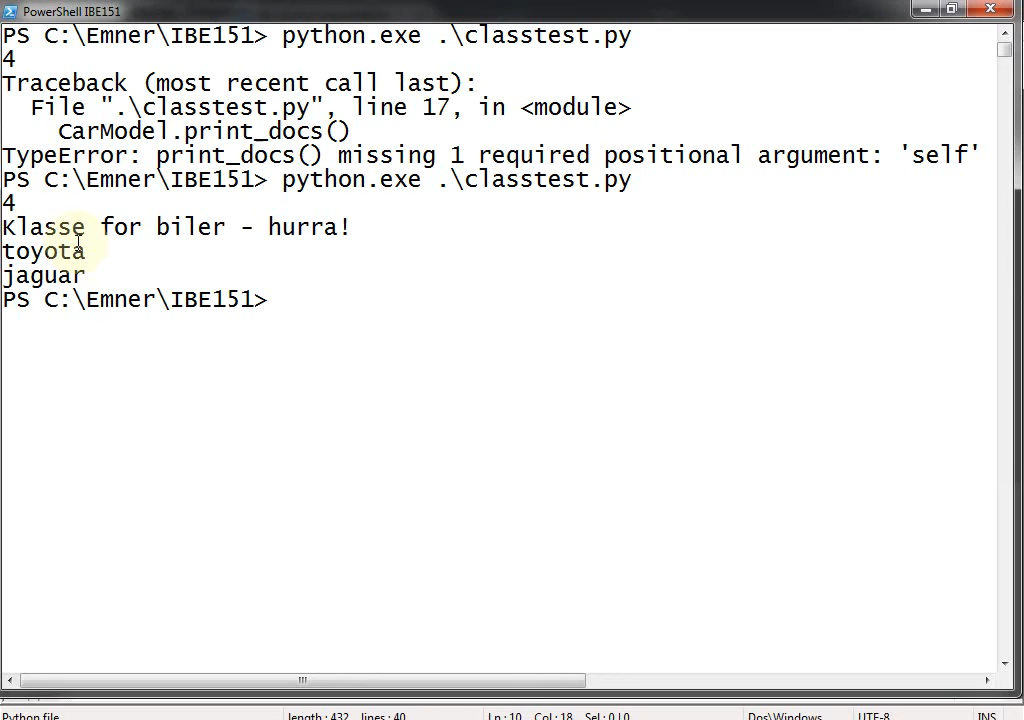 PowerShell IBE151
PS C:\Emner\IBE151> python.exe .\classtest.py
4
Traceback (most recent call last):
  File ".\classtest.py", line 17, in <module>
    CarModel.print_docs()
TypeError: print_docs() missing 1 required positional argument: 'self'
PS C:\Emner\IBE151> python.exe .\classtest.py
4
Klasse for biler - hurra!
toyota
jaguar
PS C:\Emner\IBE151>
Python file length : 432 lines : 40 Ln : 10 Col : 18 Sel : 0 | 0 Dos\Windows UTF-8 INS